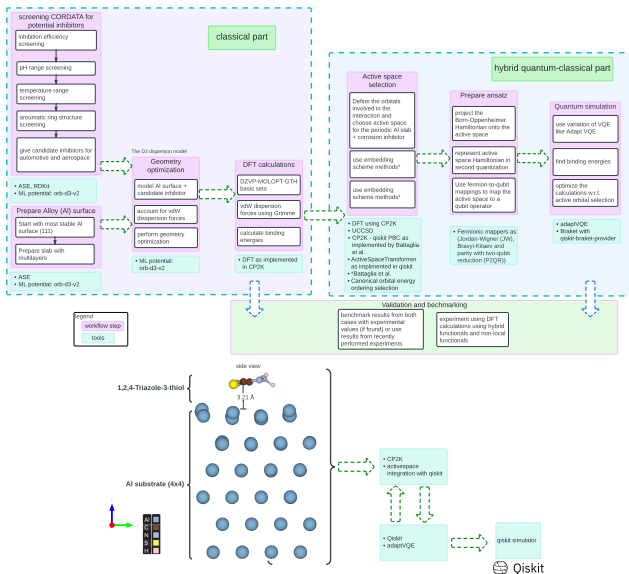 screening CORDATA for
potential inhibitors
inhibition efficiency
screening
pH range screening
temperature range
screening
aroumatic ring structure
screening
give candidate inhibitors for
automotive and aerospace
• ASE, RDKit
• ML potential: orb-d3-v2
Prepare Alloy (Al) surface
Start with most stable Al
surface (111)
Prepare slab with
multilayers
• ASE
• ML potential: orb-d3-v2
classical part
The D3 dispersion model
Geometry
optimization
model Al surface +
candidate inhibitor
account for vdW
dispersion forces
perform geometry
optimization
• ML potential:
orb-d3-v2
DFT calculations
DZVP-MOLOPT-GTH
basis sets
vdW dispersion
forces using Grimme
calculate binding
energies
• DFT as implemented
in CP2K
hybrid quantum-classical part
Active space
selection
Define the orbitals
involved in the
interaction and
choose active space
for the periodic Al slab
+ corrosion inhibitor
use embedding
scheme methods*
use embedding
scheme methods*
• DFT using CP2K
• UCCSD
• CP2K - qiskit PBC as
implemented by Battaglia
et al.
• ActiveSpaceTransformer
as implimented in qiskit
• *Battaglia et al.
• Canonical orbital energy
ordering selection
Prepare ansatz
project the
Born-Oppenheimer
Hamiltonian onto the
active space
represent active
space Hamiltonian in
second quantization
Use fermion-to-qubit
mappings to map the
active space to a
qubit operator
• Fermionic mappers as
(Jordan-Wigner (JW),
Bravyi-Kitaev and
parity with two-qubit
reduction (P2QR))
Quantum simulation
use variation of VQE
like Adapt VQE
find binding energies
optimize the
calculations w.r.t.
active orbital selection
• adaptVQE
• Braket with
qiskit-braket-provider
Validation and bechmarking
benchmark results from both
cases with experimental
values (if found) or use
results from recently
performed experiments
experiment using DFT
calculations using hybrid
functionals and non-local
functionals
legend
workflow step
tools
side view
1,2,4-Triazole-3-thiol
3.21 Å
Al substrate (4x4)
Al
C
N
S
H
• CP2K
• activespace
integration with qiskit
• Qiskit
• adaptVQE
qiskit simulator
Qiskit